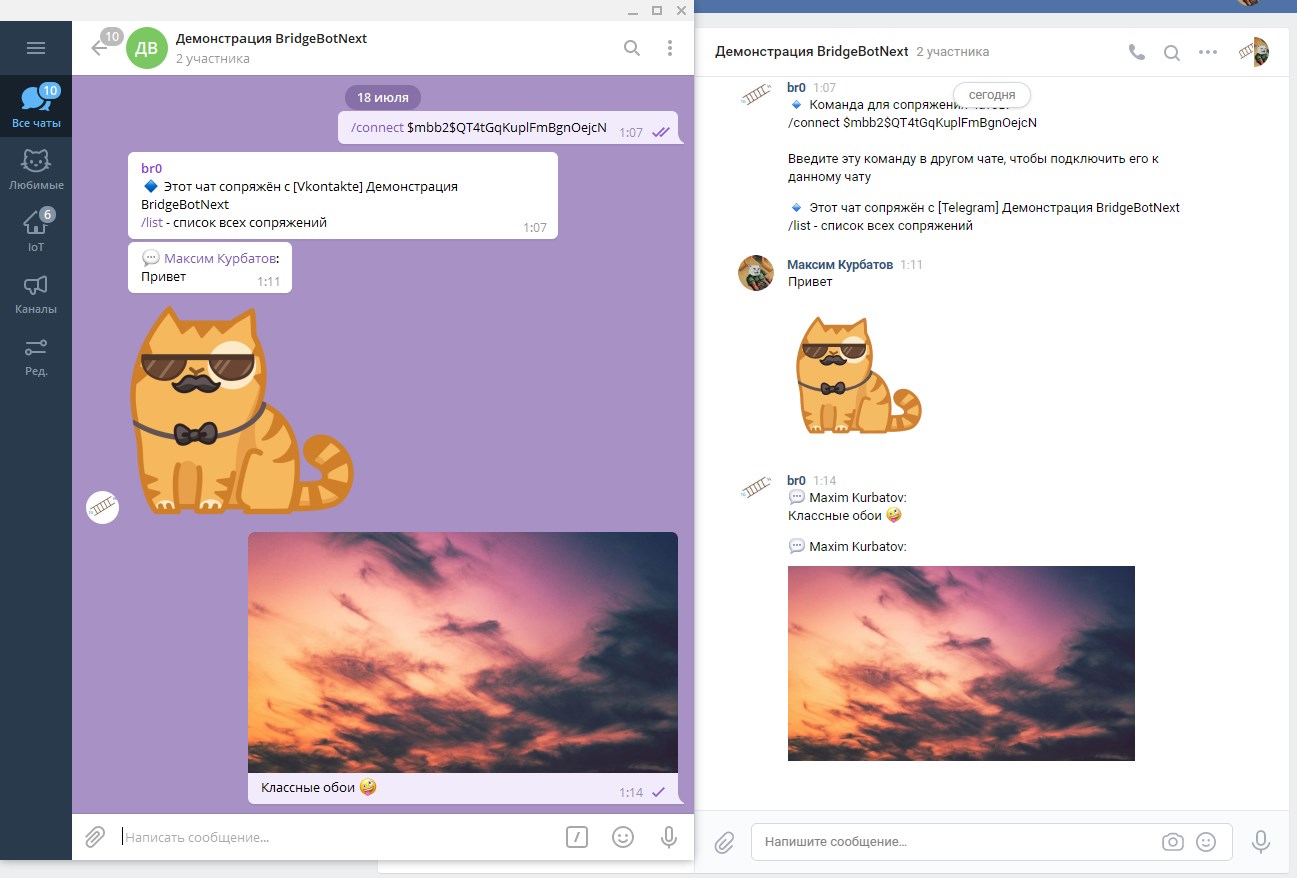 10
Все чаты
Любимые
6
IoT
Каналы
Ред.
10
ДВ
Демонстрация BridgeBotNext
2 участника
18 июля
/connect $mbb2$QT4tGqKuplFmBgnOejcN 1:07
br0
Этот чат сопряжён с [Vkontakte] Демонстрация
BridgeBotNext
/list - список всех сопряжений
1:07
Максим Курбатов:
Привет
1:11
Классные обои
1:14
Написать сообщение...
Демонстрация BridgeBotNext 2 участника
br0 1:07
сегодня
Команда для сопряжения
/connect $mbb2$QT4tGqKuplFmBgnOejcN
Введите эту команду в другом чате, чтобы подключить его к
данному чату
Этот чат сопряжён с [Telegram] Демонстрация BridgeBotNext
/list - список всех сопряжений
Максим Курбатов 1:11
Привет
br0 1:14
Maxim Kurbatov:
Классные обои
Maxim Kurbatov:
Напишите сообщение...